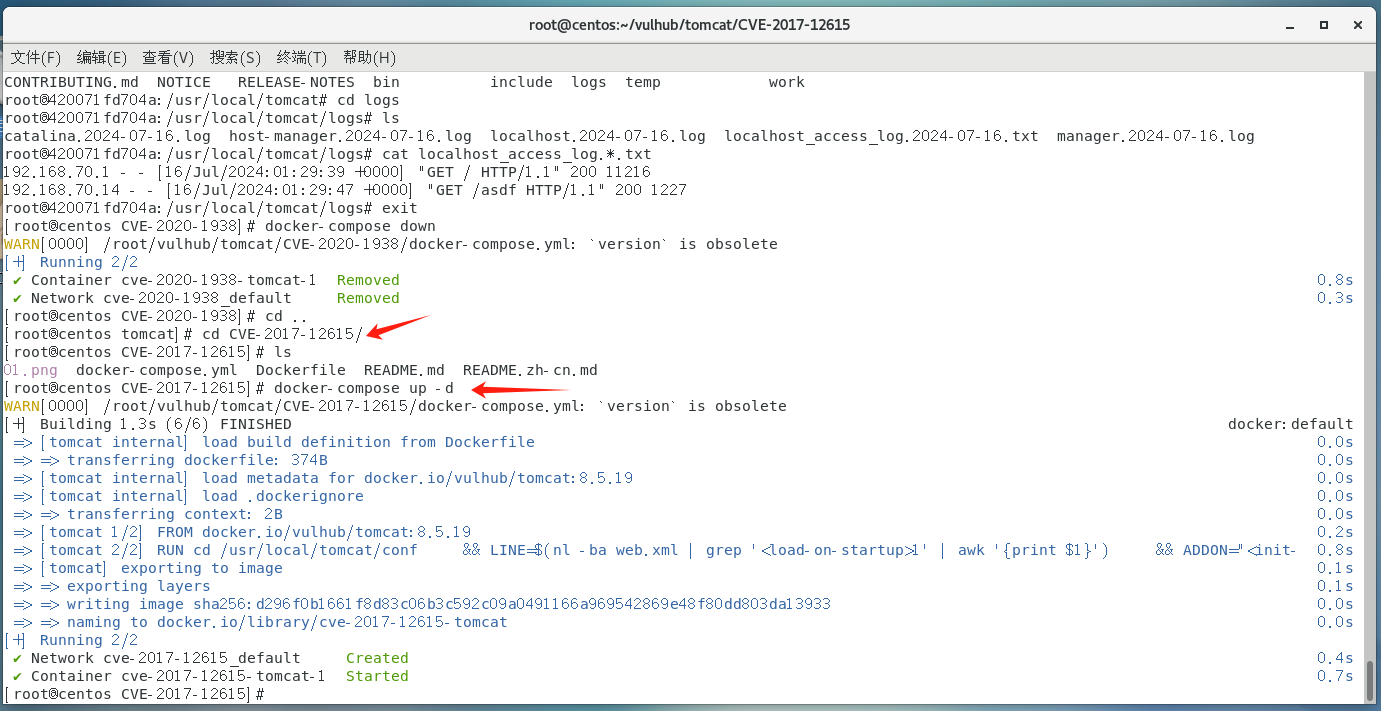 root@centos:~/vulhub/tomcat/CVE-2017-12615
文件(F) 编辑(E) 查看(V) 搜索(S) 终端(T) 帮助(H)
CONTRIBUTING.md  NOTICE   RELEASE-NOTES  bin          include  logs  temp            work
root@420071fd704a:/usr/local/tomcat# cd logs
root@420071fd704a:/usr/local/tomcat/logs# ls
catalina.2024-07-16.log  host-manager.2024-07-16.log  localhost.2024-07-16.log  localhost_access_log.2024-07-16.txt  manager.2024-07-16.log
root@420071fd704a:/usr/local/tomcat/logs# cat localhost_access_log.*.txt
192.168.70.1 - - [16/Jul/2024:01:29:39 +0000] "GET / HTTP/1.1" 200 11216
192.168.70.14 - - [16/Jul/2024:01:29:47 +0000] "GET /asdf HTTP/1.1" 200 1227
root@420071fd704a:/usr/local/tomcat/logs# exit
[root@centos CVE-2020-1938]# docker-compose down
WARN[0000] /root/vulhub/tomcat/CVE-2020-1938/docker-compose.yml: `version` is obsolete
[+] Running 2/2
✔ Container cve-2020-1938-tomcat-1  Removed 0.8s
✔ Network cve-2020-1938_default     Removed 0.3s
[root@centos CVE-2020-1938]# cd ..
[root@centos tomcat]# cd CVE-2017-12615/
[root@centos CVE-2017-12615]# ls
01.png  docker-compose.yml  Dockerfile  README.md  README.zh-cn.md
[root@centos CVE-2017-12615]# docker-compose up -d
WARN[0000] /root/vulhub/tomcat/CVE-2017-12615/docker-compose.yml: `version` is obsolete
[+] Building 1.3s (6/6) FINISHED docker:default
=> [tomcat internal] load build definition from Dockerfile 0.0s
=> => transferring dockerfile: 374B 0.0s
=> [tomcat internal] load metadata for docker.io/vulhub/tomcat:8.5.19 0.0s
=> [tomcat internal] load .dockerignore 0.0s
=> => transferring context: 2B 0.0s
=> [tomcat 1/2] FROM docker.io/vulhub/tomcat:8.5.19 0.2s
=> [tomcat 2/2] RUN cd /usr/local/tomcat/conf     && LINE=$(nl -ba web.xml | grep '<load-on-startup>1' | awk '{print $1}')     && ADDON="<init- 0.8s
=> [tomcat] exporting to image 0.1s
=> => exporting layers 0.1s
=> => writing image sha256:d296f0b1661f8d83c06b3c592c09a0491166a969542869e48f80dd803da13933 0.0s
=> => naming to docker.io/library/cve-2017-12615-tomcat 0.0s
[+] Running 2/2
✔ Network cve-2017-12615_default     Created 0.4s
✔ Container cve-2017-12615-tomcat-1  Started 0.7s
[root@centos CVE-2017-12615]#